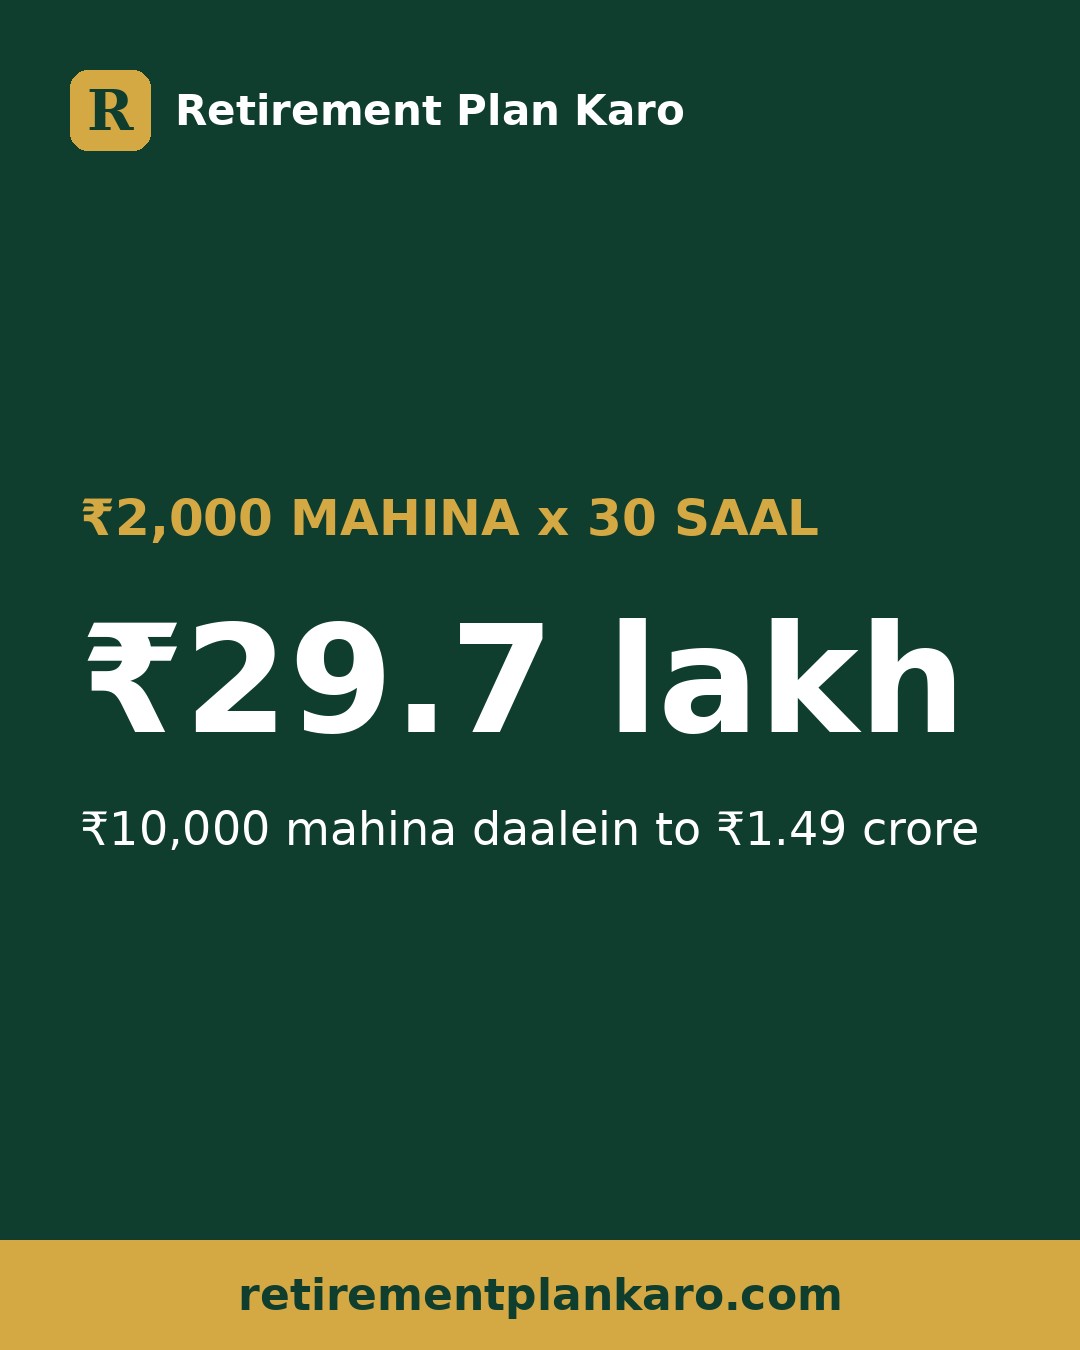 R Retirement Plan Karo
₹2,000 MAHINA x 30 SAAL
₹29.7 lakh
₹10,000 mahina daalein to ₹1.49 crore
retirementplankaro.com